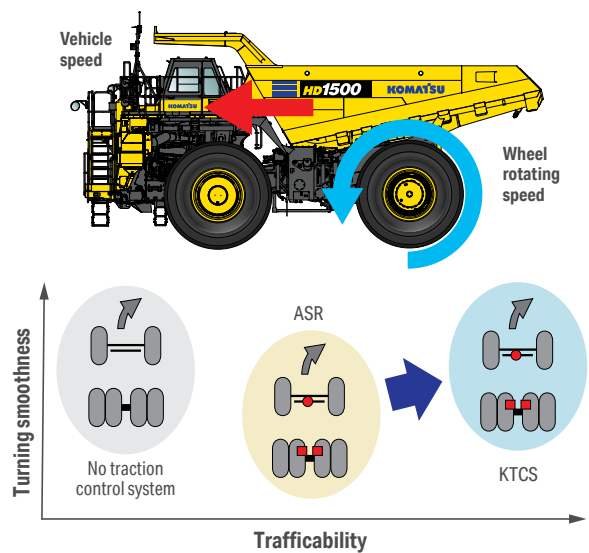 Vehicle
speed
HD1500
KOMATSU
KOMATSU
Wheel
rotating
speed
Turning smoothness
ASR
No traction
control system
KTCS
Trafficability